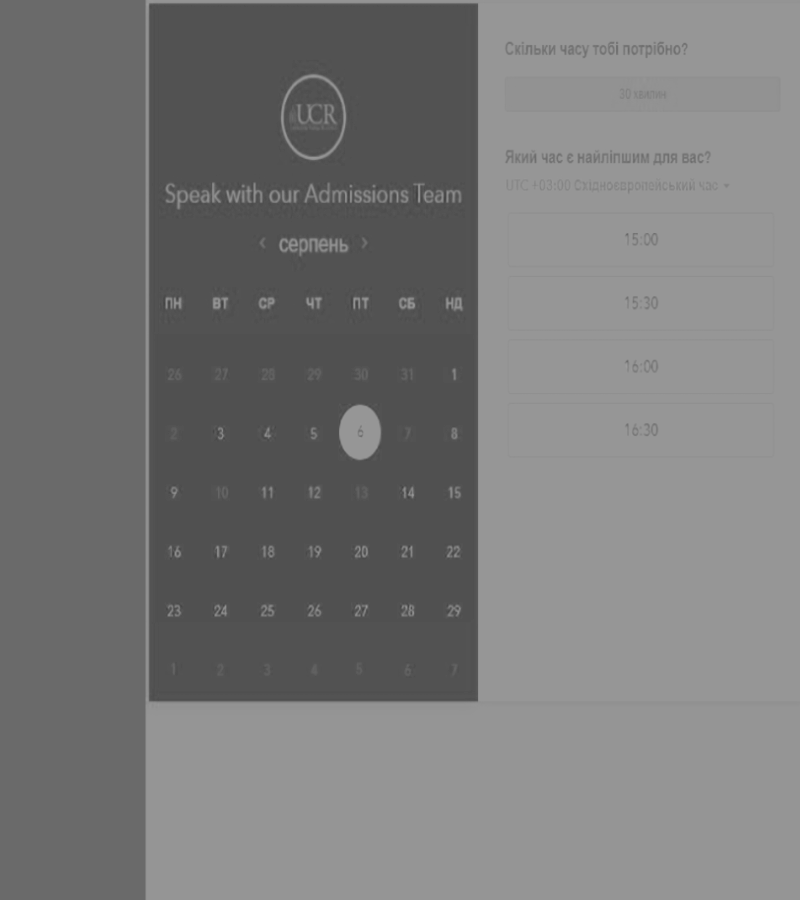 UCR
Speak with our Admissions Team
‹ серпень ›
ПН ВТ СР ЧТ ПТ СБ НД
26 27 28 29 30 31 1
2 3 4 5 6 7 8
9 10 11 12 13 14 15
16 17 18 19 20 21 22
23 24 25 26 27 28 29
1 2 3 4 5 6 7
Скільки часу тобі потрібно?
30 хвилин
Який час є найліпшим для вас?
UTC +03:00 Східноєвропейський час
15:00
15:30
16:00
16:30